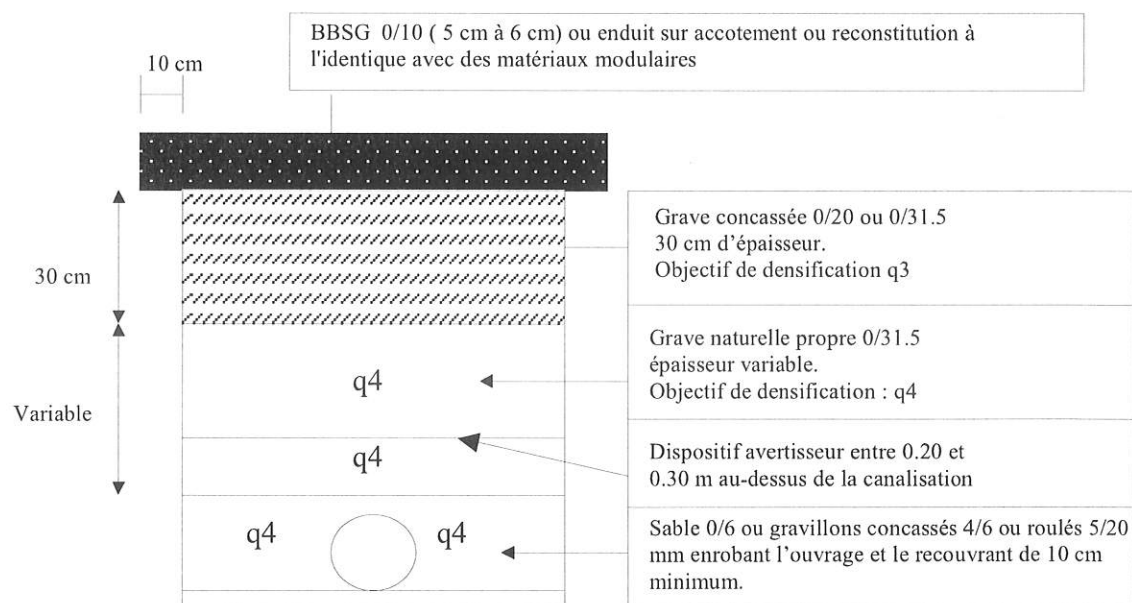 BBSG 0/10 ( 5 cm à 6 cm) ou enduit sur accotement ou reconstitution à
l'identique avec des matériaux modulaires
10 cm
Grave concassée 0/20 ou 0/31.5
30 cm d’épaisseur.
Objectif de densification q3
30 cm
Grave naturelle propre 0/31.5
épaisseur variable.
Objectif de densification : q4
q4
Variable
Dispositif avertisseur entre 0.20 et
0.30 m au-dessus de la canalisation
q4
Sable 0/6 ou gravillons concassés 4/6 ou roulés 5/20
mm enrobant l’ouvrage et le recouvrant de 10 cm
minimum.
q4 q4